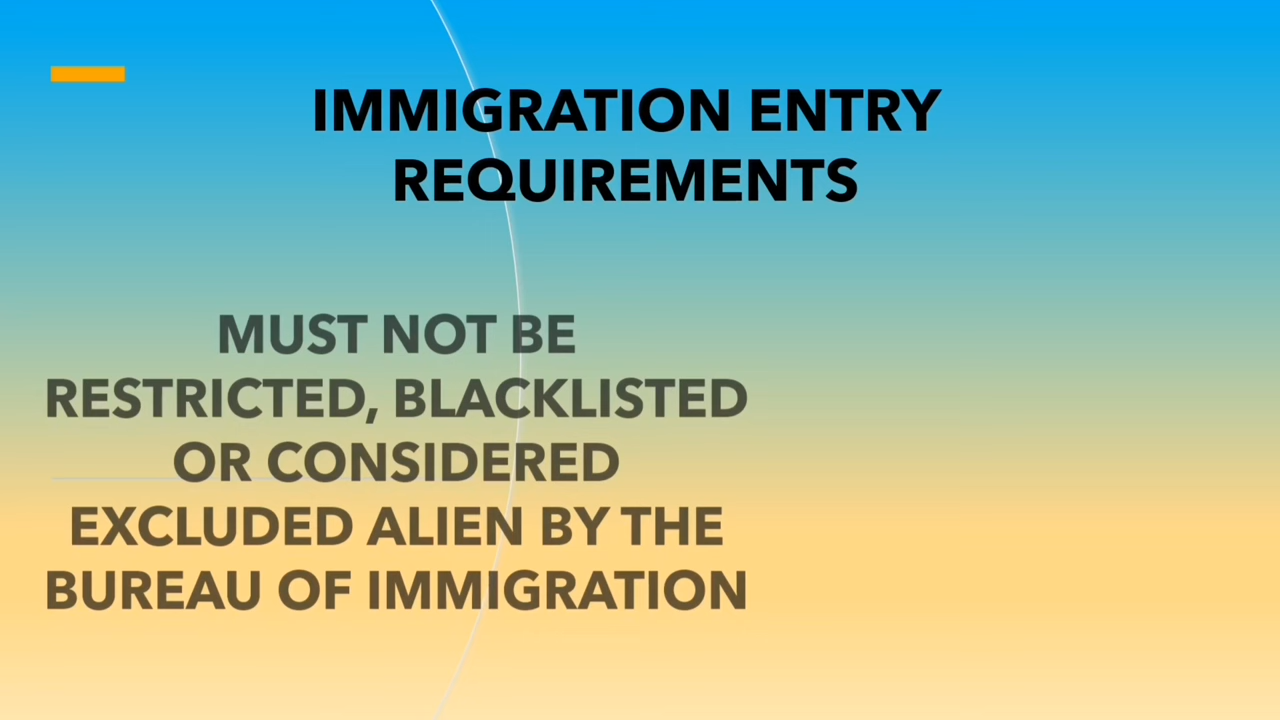 IMMIGRATION ENTRY
REQUIREMENTS
MUST NOT BE
RESTRICTED, BLACKLISTED
OR CONSIDERED
EXCLUDED ALIEN BY THE
BUREAU OF IMMIGRATION